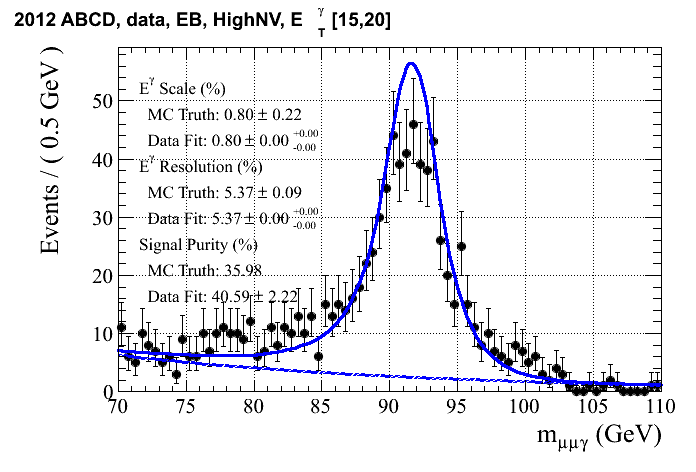 2012 ABCD, data, EB, HighNV, E_T^γ [15,20]
Events / ( 0.5 GeV )
50
40
30
20
10
0
E^γ Scale (%)
MC Truth: 0.80 ± 0.22
Data Fit: 0.80 ± 0.00 +0.00 -0.00
E^γ Resolution (%)
MC Truth: 5.37 ± 0.09
Data Fit: 5.37 ± 0.00 +0.00 -0.00
Signal Purity (%)
MC Truth: 35.98
Data Fit: 40.59 ± 2.22
70 75 80 85 90 95 100 105 110
m_μμγ (GeV)